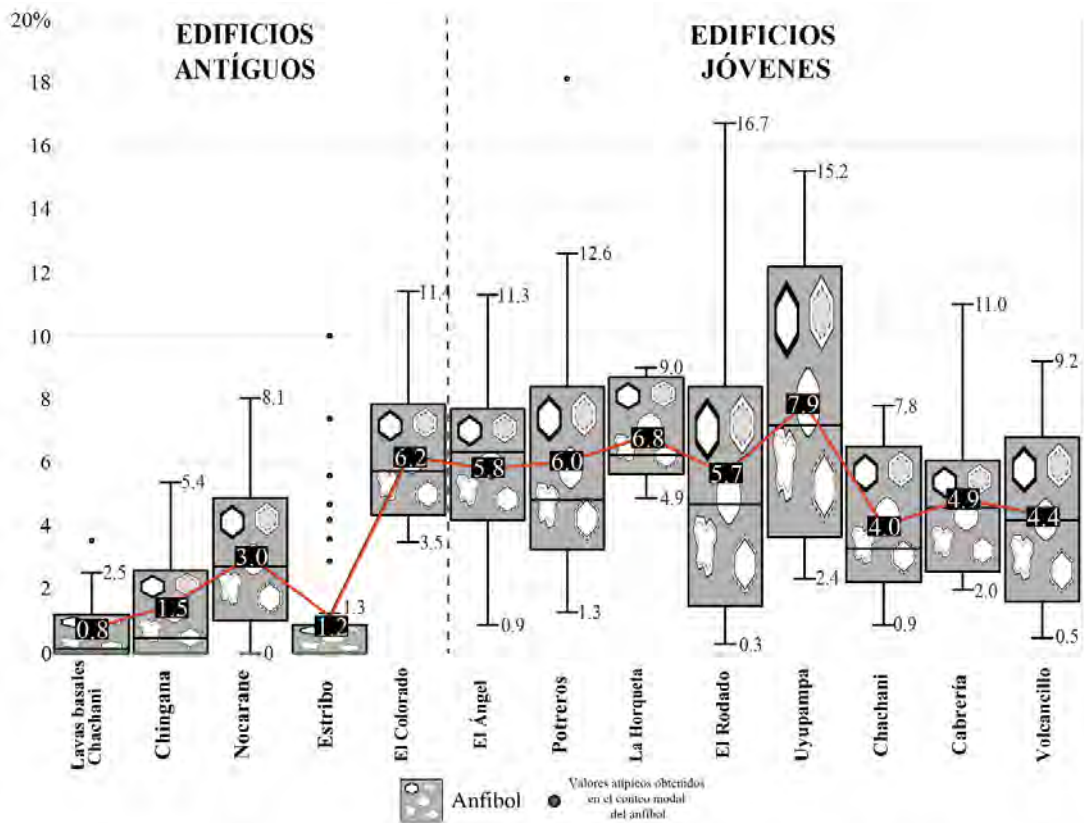 20%
EDIFICIOS
ANTÍGUOS
EDIFICIOS
JÓVENES
18
16
14
12
10
8
6
4
2
0
0.8
2.5
1.5
5.4
3.0
8.1
0
1.2
1.3
6.2
11.4
3.5
5.8
11.3
0.9
6.0
12.6
1.3
6.8
9.0
4.9
5.7
16.7
0.3
7.9
15.2
2.4
4.0
7.8
0.9
4.9
11.0
2.0
4.4
9.2
0.5
Lavas basales
Chachani
Chingana
Nocarane
Estribo
El Colorado
El Ángel
Potreros
La Horqueta
El Rodado
Uyupampa
Chachani
Cabrería
Volcancillo
Anfíbol
Valores atípicos obtenidos
en el conteo modal
del anfíbol